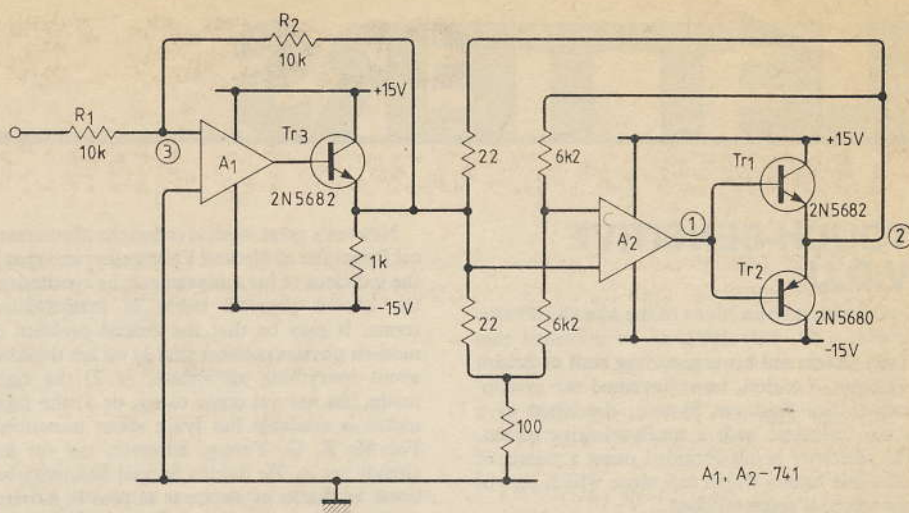 R2
10k
R1
10k
③
A1
+15V
Tr3
2N5682
1k
-15V
22
6k2
22
6k2
100
A2
①
+15V
Tr1
2N5682
②
Tr2
2N5680
-15V
A1, A2-741